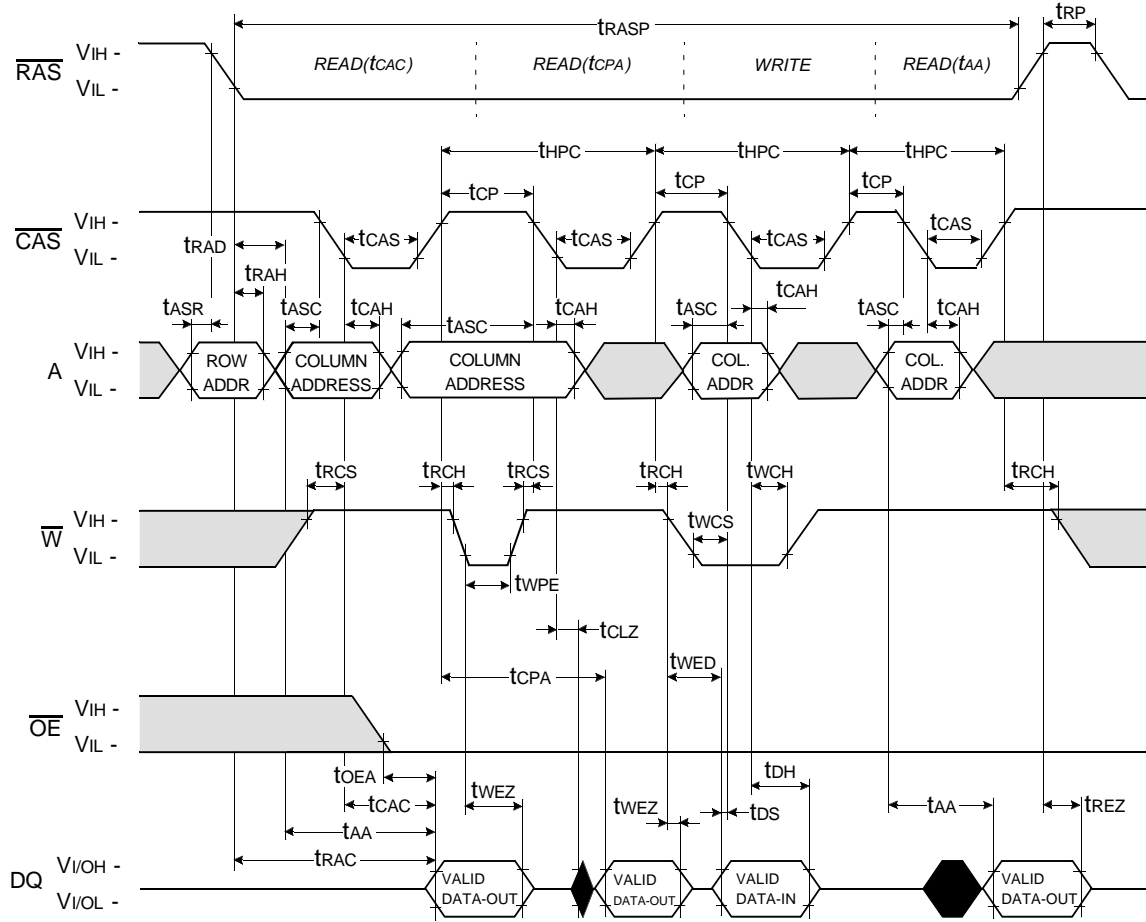 tRASP
tRP
RAS
VIH -
VIL -
READ(tCAC)
READ(tCPA)
WRITE
READ(tAA)
tHPC
tHPC
tHPC
tCP
tCP
tCP
CAS
VIH -
VIL -
tCAS
tCAS
tCAS
tCAS
tRAD
tRAH
tASR
tASC
tCAH
tASC
tCAH
tASC
tCAH
tASC
tCAH
A
VIH -
VIL -
ROW
ADDR
COLUMN
ADDRESS
COLUMN
ADDRESS
COL.
ADDR
COL.
ADDR
tRCS
tRCH
tRCS
tRCH
tWCH
tRCH
W
VIH -
VIL -
tWCS
tWPE
tCLZ
tCPA
tWED
OE
VIH -
VIL -
tOEA
tCAC
tAA
tRAC
tWEZ
tWEZ
tDH
tDS
tAA
tREZ
DQ
VI/OH -
VI/OL -
VALID
DATA-OUT
VALID
DATA-OUT
VALID
DATA-IN
VALID
DATA-OUT